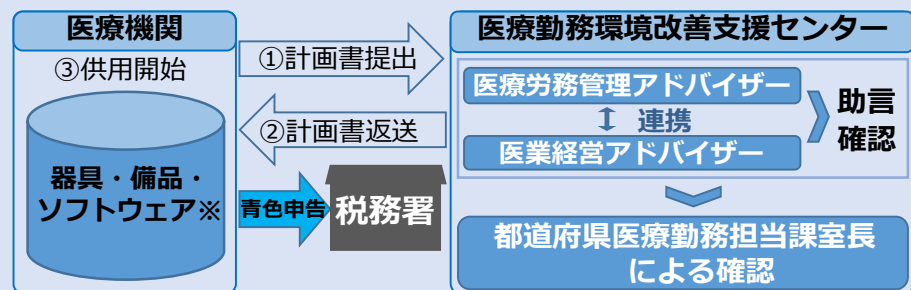 医療機関
③供用開始
器具・備品・
ソフトウェア※
①計画書提出
②計画書返送
青色申告
税務署
医療勤務環境改善支援センター
医療労務管理アドバイザー
連携
医業経営アドバイザー
助言
確認
都道府県医療勤務担当課室長
による確認